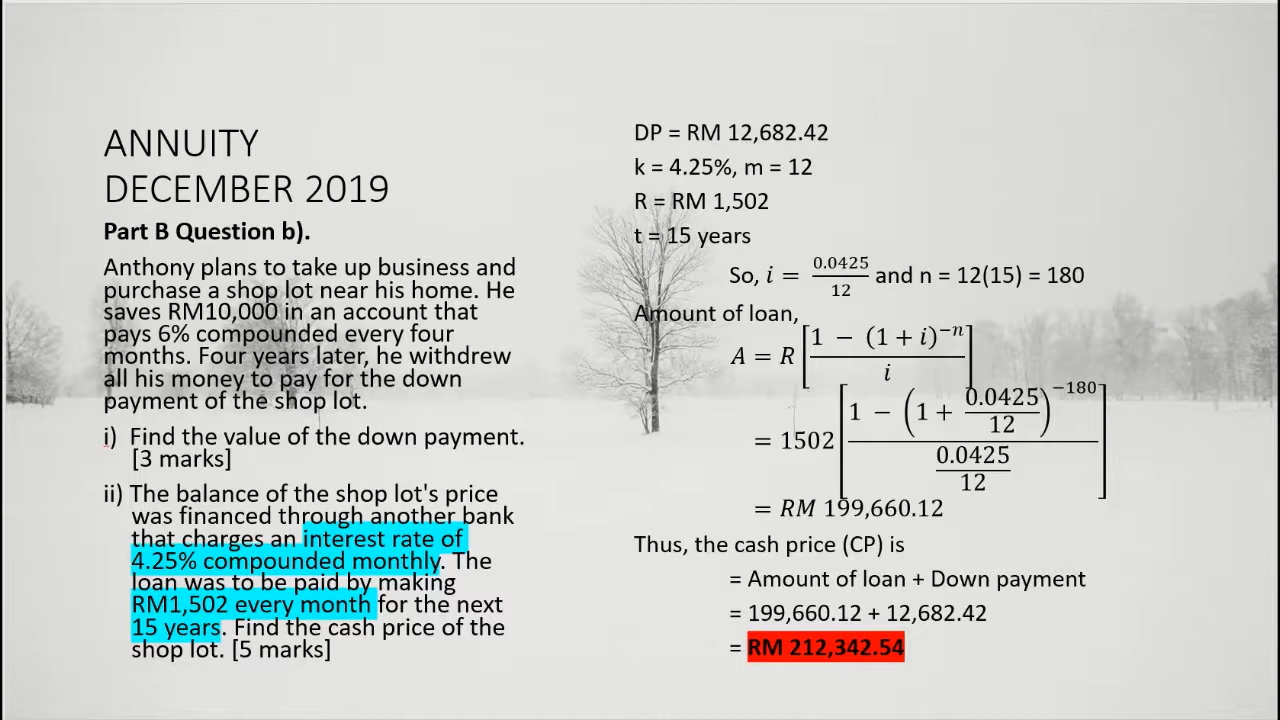 ANNUITY
DECEMBER 2019
Part B Question b).
Anthony plans to take up business and
purchase a shop lot near his home. He
saves RM10,000 in an account that
pays 6% compounded every four
months. Four years later, he withdrew
all his money to pay for the down
payment of the shop lot.
i) Find the value of the down payment.
[3 marks]
ii) The balance of the shop lot's price
was financed through another bank
that charges an interest rate of
4.25% compounded monthly. The
loan was to be paid by making
RM1,502 every month for the next
15 years. Find the cash price of the
shop lot. [5 marks]
DP = RM 12,682.42
k = 4.25%, m = 12
R = RM 1,502
t = 15 years
So, i = 0.0425/12 and n = 12(15) = 180
Amount of loan,
A = R[(1 − (1 + i)^−n)/i]
= 1502[(1 − (1 + 0.0425/12)^−180)/(0.0425/12)]
= RM 199,660.12
Thus, the cash price (CP) is
= Amount of loan + Down payment
= 199,660.12 + 12,682.42
= RM 212,342.54